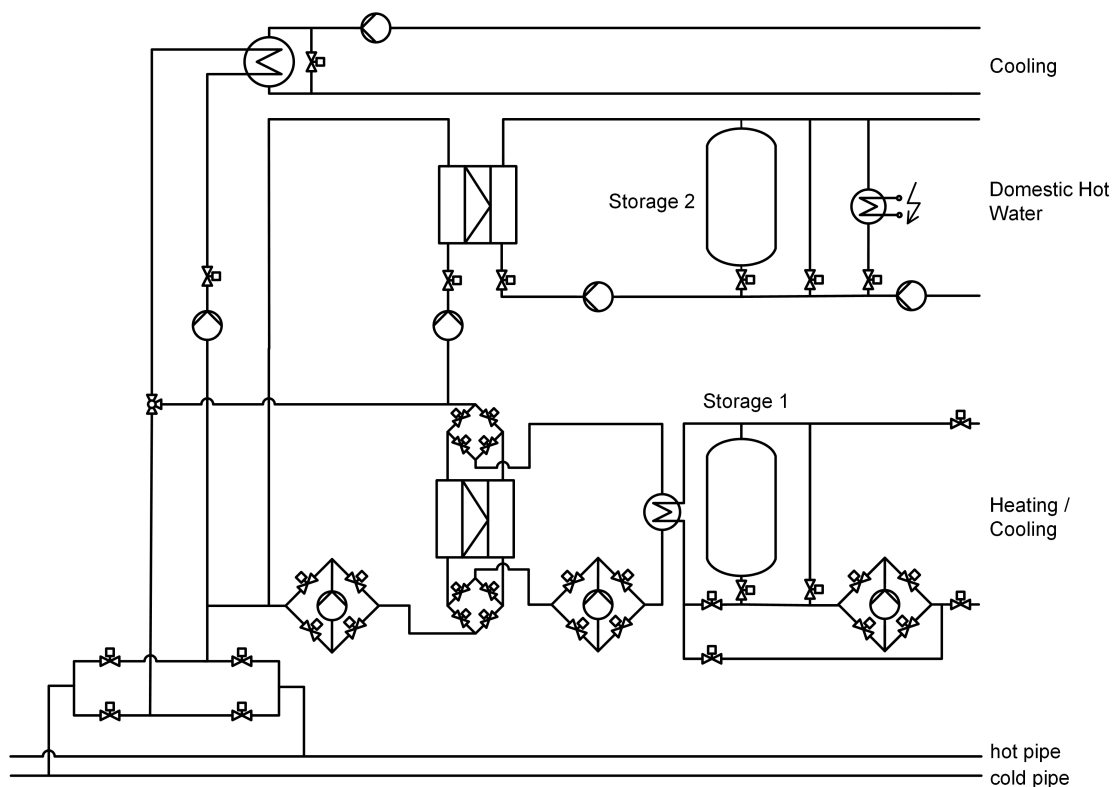 Cooling
Storage 2
Domestic Hot
Water
Storage 1
Heating /
Cooling
hot pipe
cold pipe